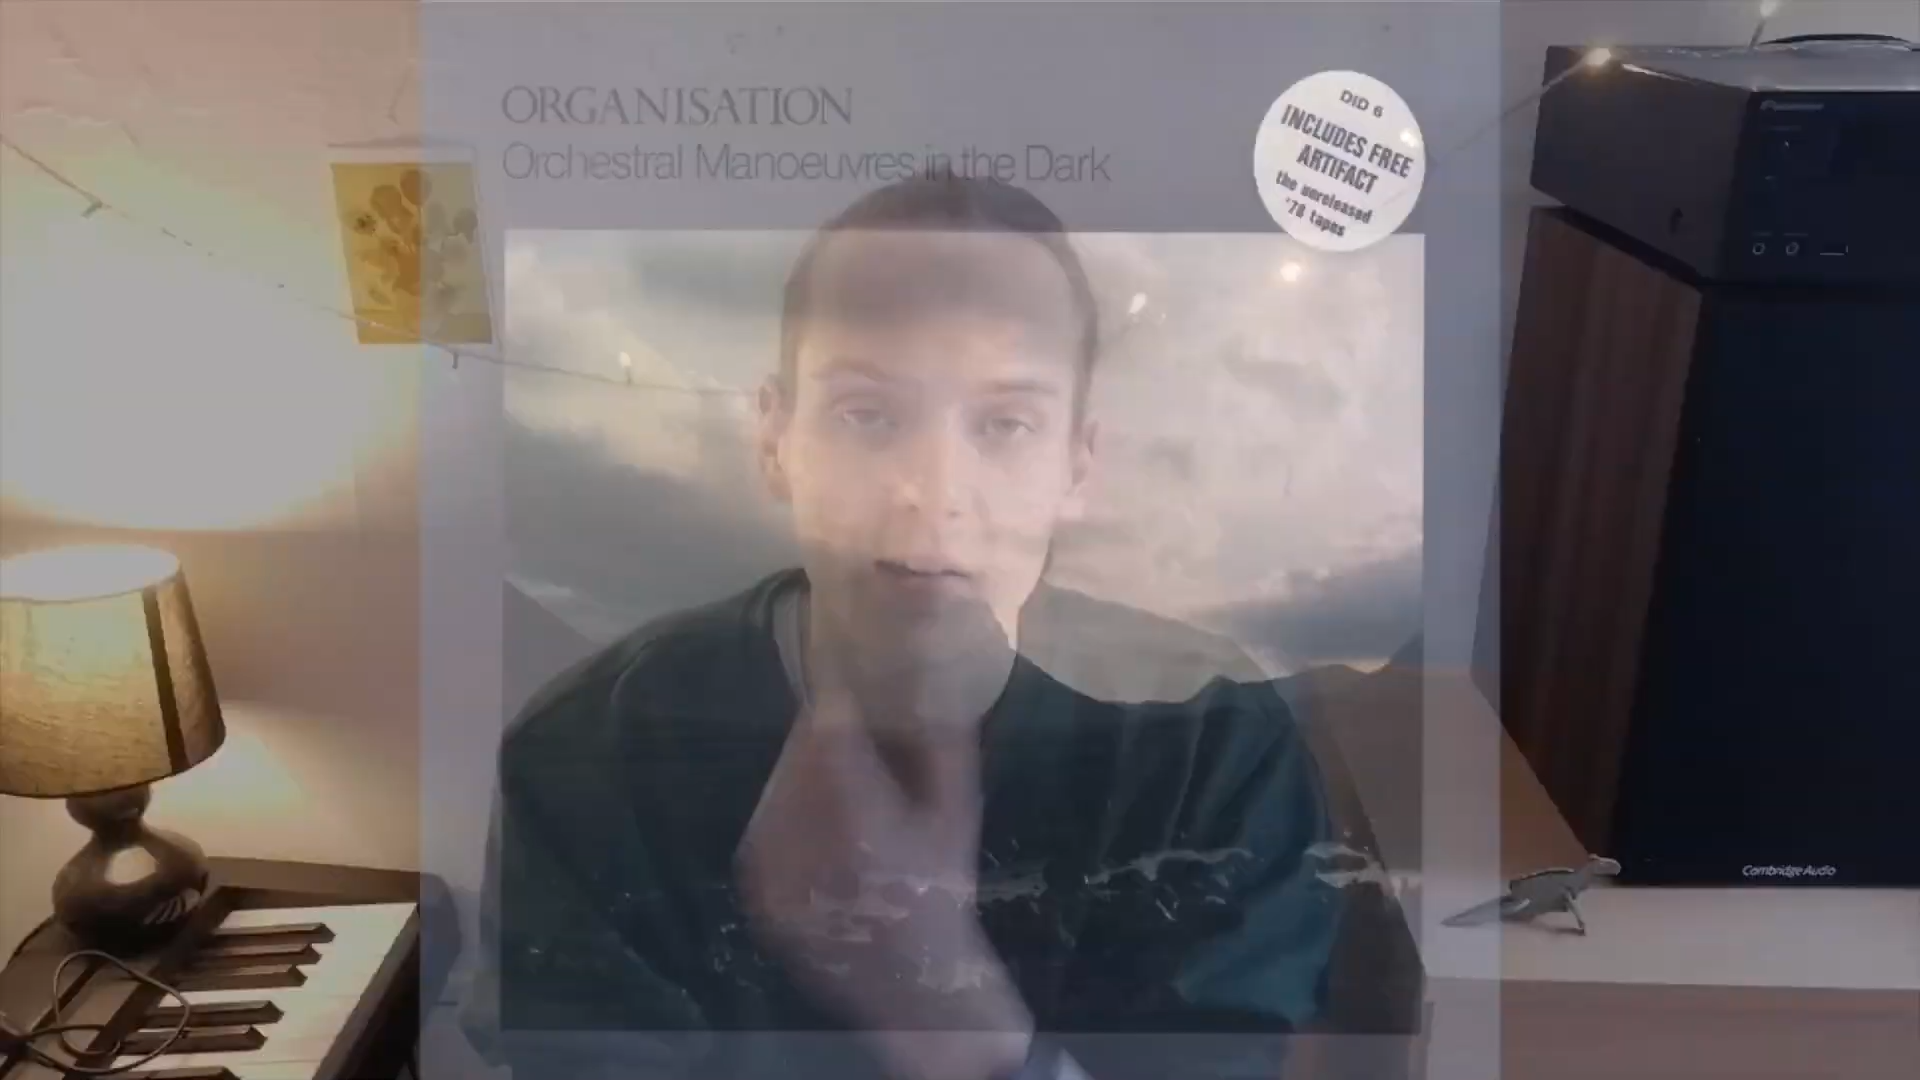 ORGANISATION
Orchestral Manoeuvres in the Dark
DID 6
INCLUDES FREE
ARTIFACT
the unreleased
'78 tapes
Cambridge Audio